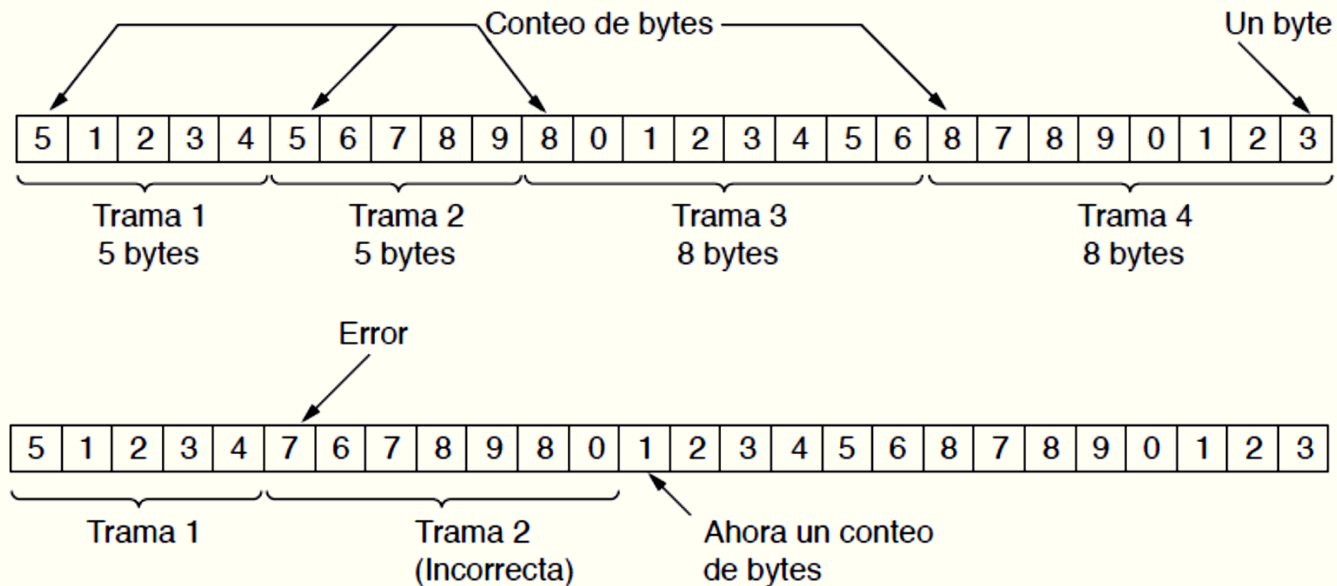 Conteo de bytes Un byte
5 1 2 3 4 5 6 7 8 9 8 0 1 2 3 4 5 6 8 7 8 9 0 1 2 3
Trama 1 Trama 2 Trama 3 Trama 4
5 bytes 5 bytes 8 bytes 8 bytes
Error
5 1 2 3 4 7 6 7 8 9 8 0 1 2 3 4 5 6 8 7 8 9 0 1 2 3
Trama 1 Trama 2 Ahora un conteo
(Incorrecta) de bytes